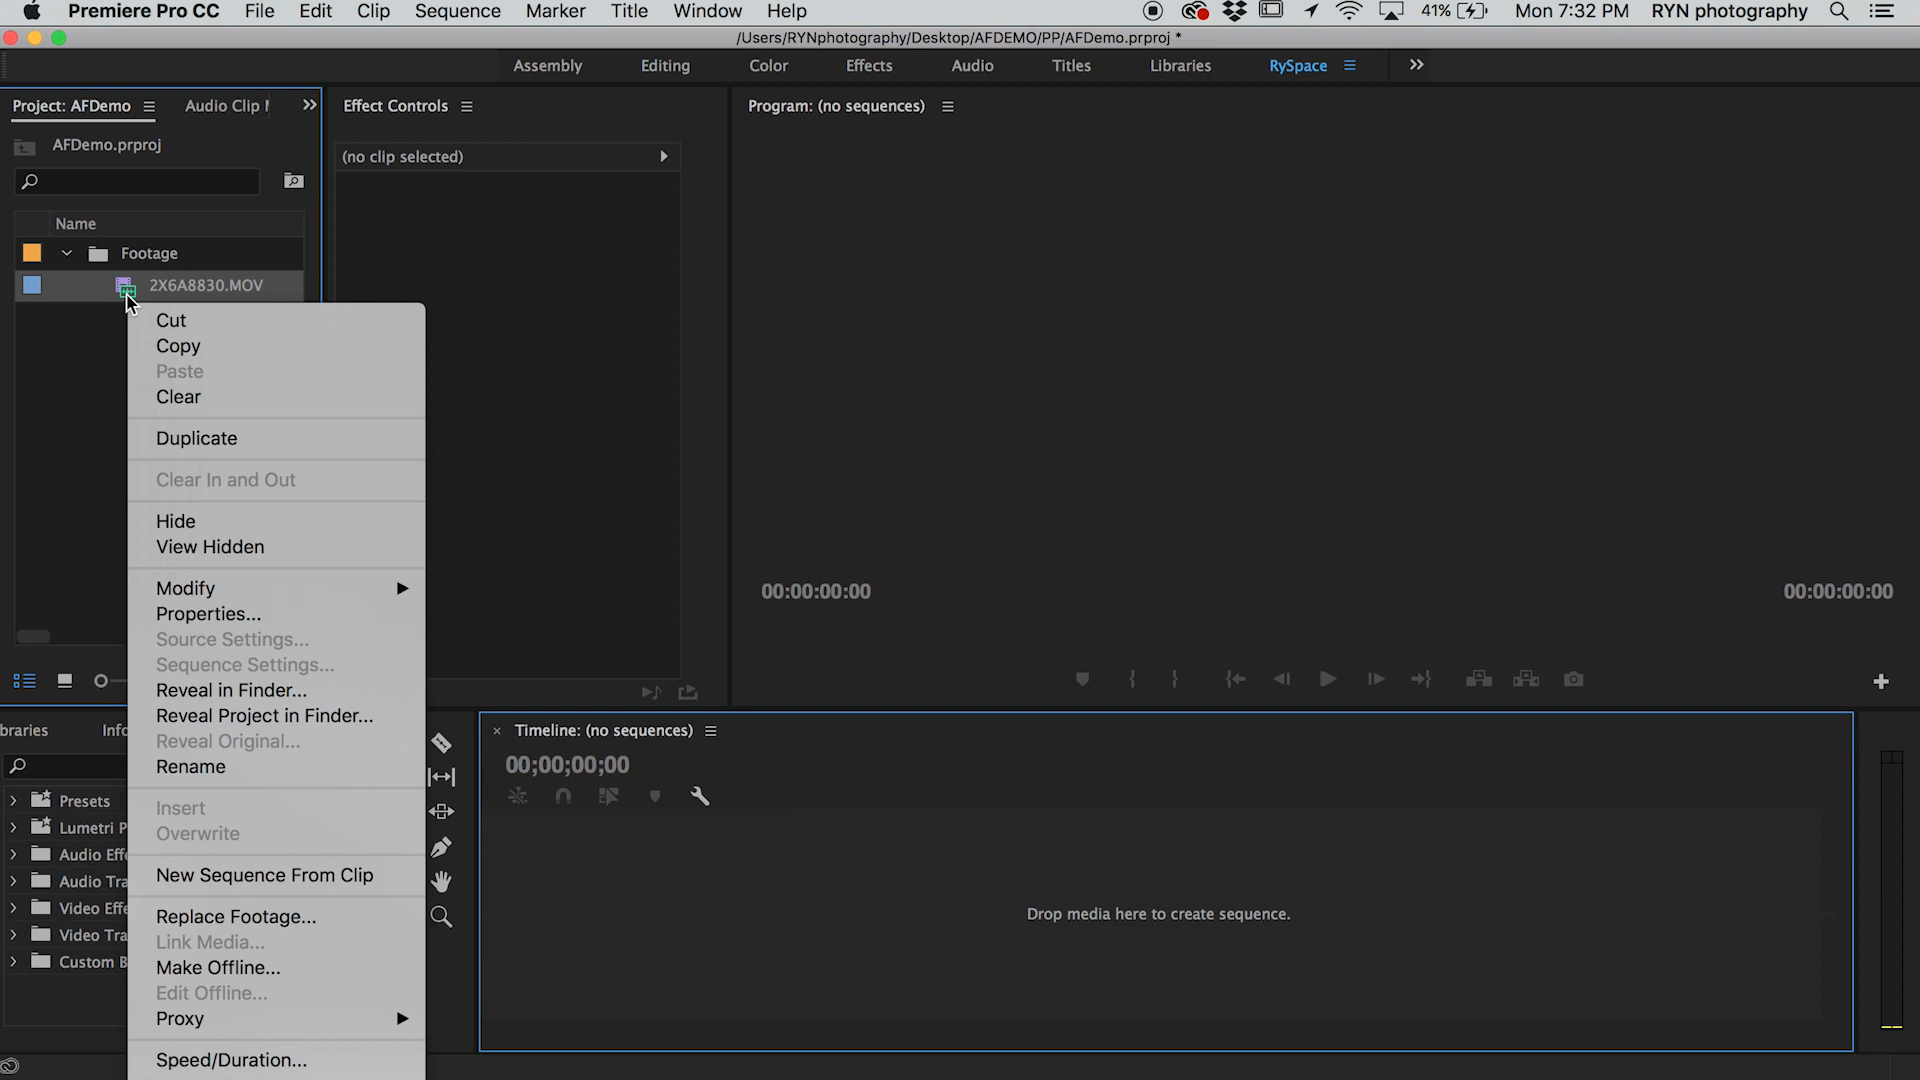 Premiere Pro CC File Edit Clip Sequence Marker Title Window Help 41% Mon 7:32 PM RYN photography
/Users/RYNphotography/Desktop/AFDEMO/PP/AFDemo.prproj *
Assembly Editing Color Effects Audio Titles Libraries RySpace
Project: AFDemo Audio Clip
Effect Controls
Program: (no sequences)
AFDemo.prproj
(no clip selected)
Name
Footage
2X6A8830.MOV
Cut
Copy
Paste
Clear
Duplicate
Clear In and Out
Hide
View Hidden
Modify
Properties...
Source Settings...
Sequence Settings...
Reveal in Finder...
Reveal Project in Finder...
Reveal Original...
Rename
Insert
Overwrite
New Sequence From Clip
Replace Footage...
Link Media...
Make Offline...
Edit Offline...
Proxy
Speed/Duration...
00:00:00:00 00:00:00:00
braries Info
Presets
Lumetri P
Audio Effe
Audio Tra
Video Effe
Video Tra
Custom B
Timeline: (no sequences)
00;00;00;00
Drop media here to create sequence.